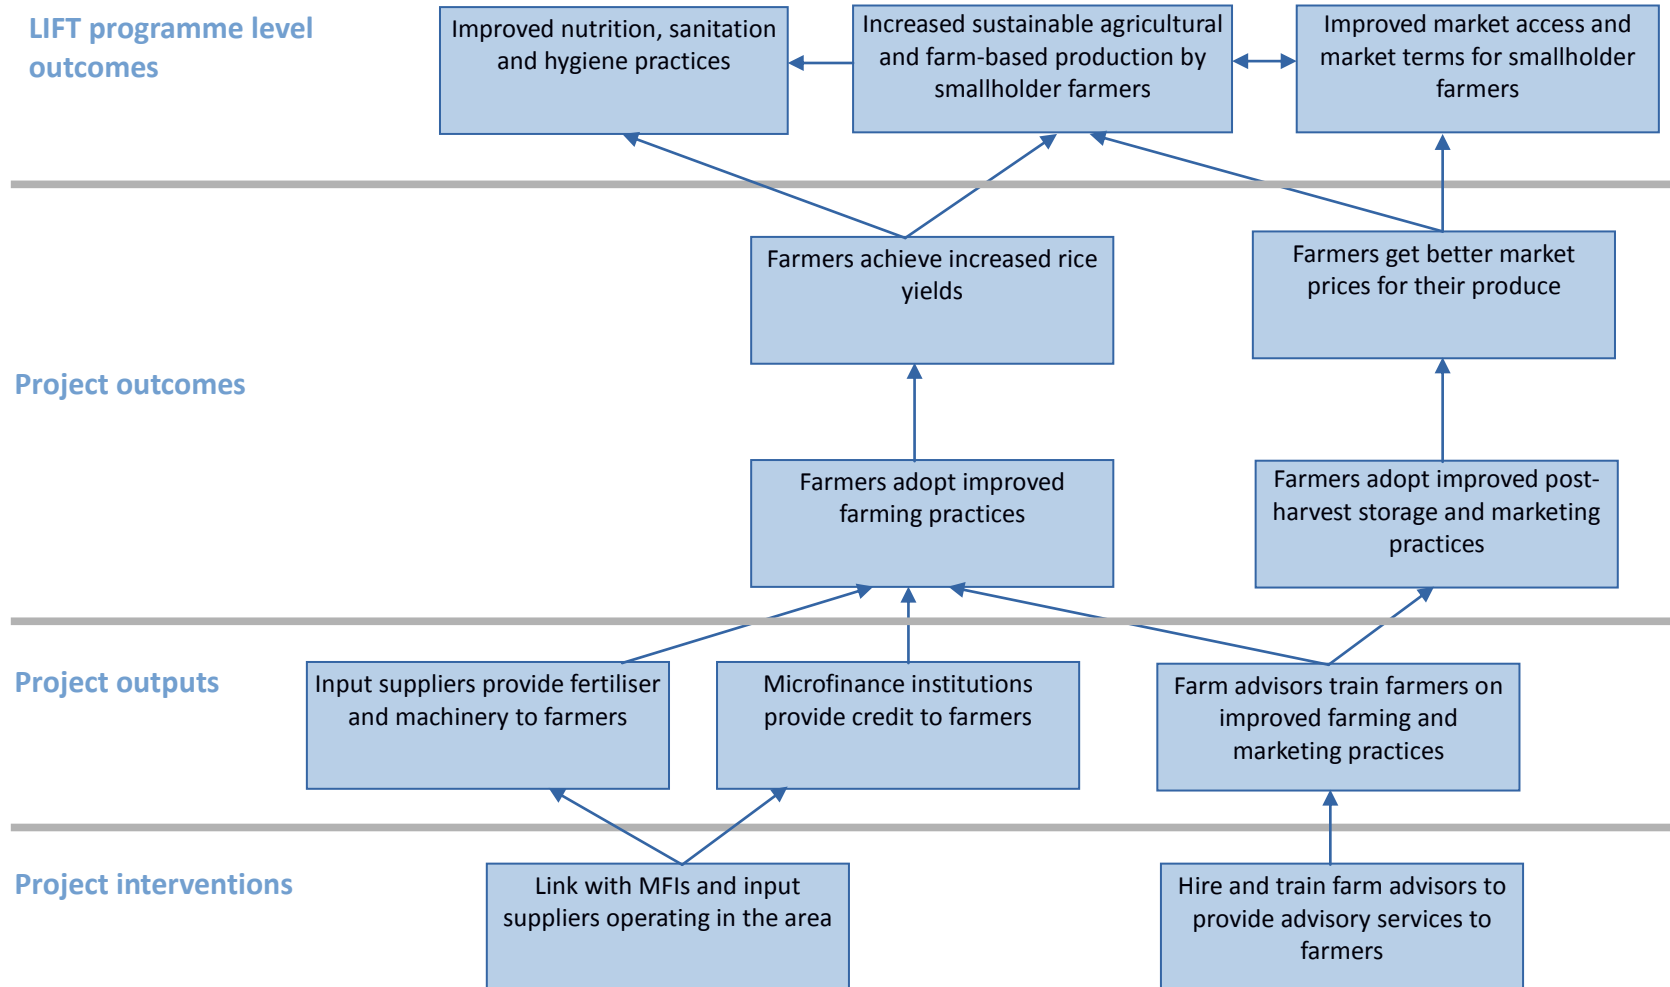 LIFT programme level
outcomes
Improved nutrition, sanitation
and hygiene practices
Increased sustainable agricultural
and farm-based production by
smallholder farmers
Improved market access and
market terms for smallholder
farmers
Project outcomes
Farmers achieve increased rice
yields
Farmers get better market
prices for their produce
Farmers adopt improved
farming practices
Farmers adopt improved post-
harvest storage and marketing
practices
Project outputs
Input suppliers provide fertiliser
and machinery to farmers
Microfinance institutions
provide credit to farmers
Farm advisors train farmers on
improved farming and
marketing practices
Project interventions
Link with MFIs and input
suppliers operating in the area
Hire and train farm advisors to
provide advisory services to
farmers